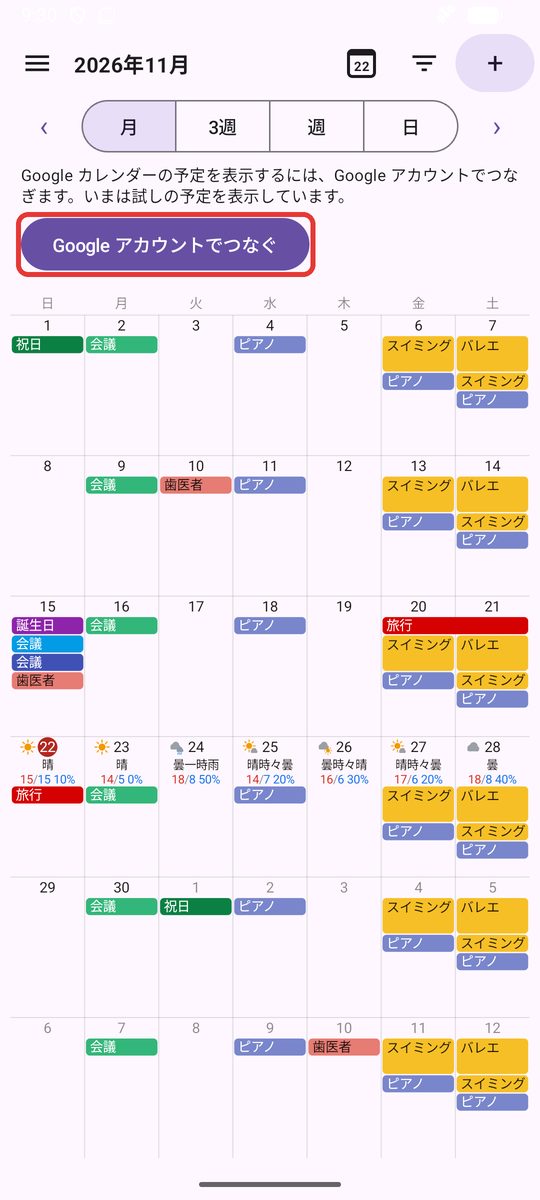 2026年11月
22
+
‹ 月 3週 週 日 ›
Google カレンダーの予定を表示するには、Google アカウントでつな
ぎます。いまは試しの予定を表示しています。
Google アカウントでつなぐ
日 月 火 水 木 金 土
1 2 3 4 5 6 7
祝日 会議 ピアノ スイミング バレエ
ピアノ スイミング
ピアノ
8 9 10 11 12 13 14
会議 歯医者 ピアノ スイミング バレエ
ピアノ スイミング
ピアノ
15 16 17 18 19 20 21
誕生日 会議 ピアノ 旅行
会議 スイミング バレエ
会議
歯医者 ピアノ スイミング
ピアノ
22 23 24 25 26 27 28
晴 晴 曇一時雨 晴時々曇 曇時々晴 晴時々曇 曇
15/15 10% 14/5 0% 18/8 50% 14/7 20% 16/6 30% 17/6 20% 18/8 40%
旅行 会議 ピアノ スイミング バレエ
ピアノ スイミング
ピアノ
29 30 1 2 3 4 5
会議 祝日 ピアノ スイミング バレエ
ピアノ スイミング
ピアノ
6 7 8 9 10 11 12
会議 ピアノ 歯医者 スイミング バレエ
ピアノ スイミング
ピアノ